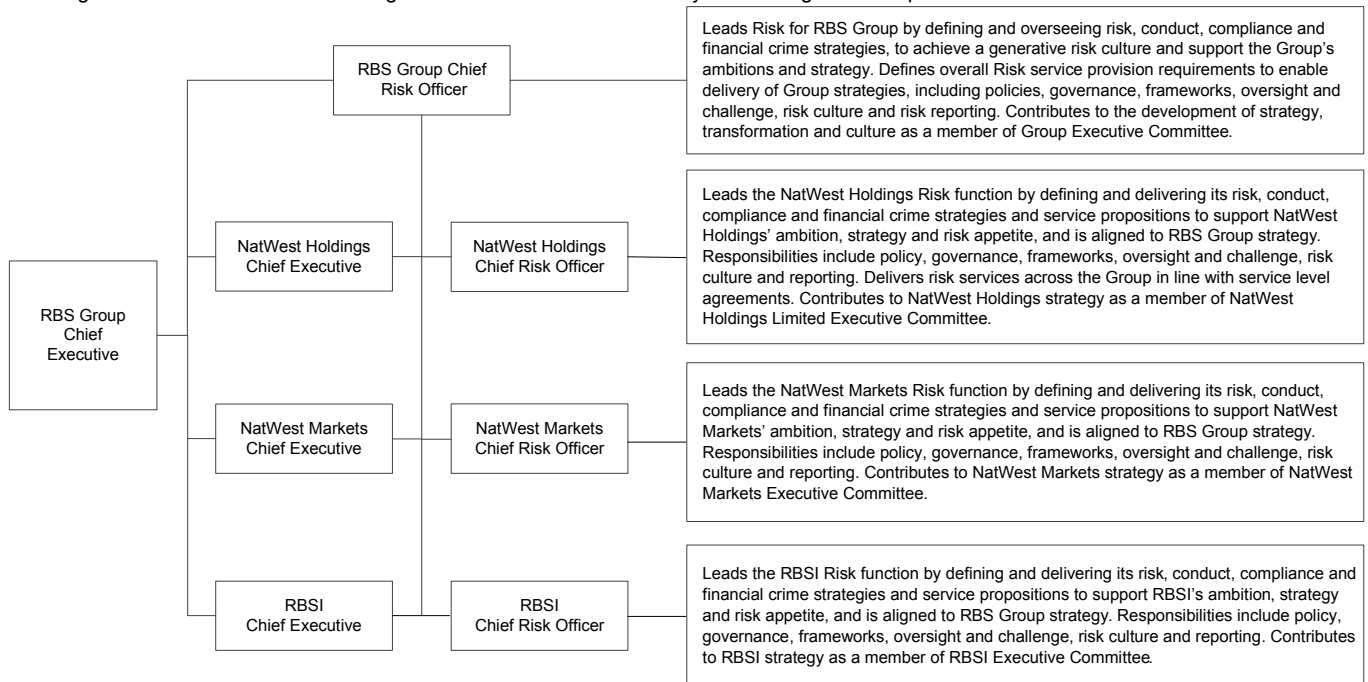 RBS Group Chief
Risk Officer
Leads Risk for RBS Group by defining and overseeing risk, conduct, compliance and
financial crime strategies, to achieve a generative risk culture and support the Group's
ambitions and strategy. Defines overall Risk service provision requirements to enable
delivery of Group strategies, including policies, governance, frameworks, oversight and
challenge, risk culture and risk reporting. Contributes to the development of strategy,
transformation and culture as a member of Group Executive Committee.
NatWest Holdings
Chief Executive
NatWest Holdings
Chief Risk Officer
Leads the NatWest Holdings Risk function by defining and delivering its risk, conduct,
compliance and financial crime strategies and service propositions to support NatWest
Holdings' ambition, strategy and risk appetite, and is aligned to RBS Group strategy.
Responsibilities include policy, governance, frameworks, oversight and challenge, risk
culture and reporting. Delivers risk services across the Group in line with service level
agreements. Contributes to NatWest Holdings strategy as a member of NatWest
Holdings Limited Executive Committee.
RBS Group
Chief
Executive
NatWest Markets
Chief Executive
NatWest Markets
Chief Risk Officer
Leads the NatWest Markets Risk function by defining and delivering its risk, conduct,
compliance and financial crime strategies and service propositions to support NatWest
Markets' ambition, strategy and risk appetite, and is aligned to RBS Group strategy.
Responsibilities include policy, governance, frameworks, oversight and challenge, risk
culture and reporting. Contributes to NatWest Markets strategy as a member of NatWest
Markets Executive Committee.
RBSI
Chief Executive
RBSI
Chief Risk Officer
Leads the RBSI Risk function by defining and delivering its risk, conduct, compliance and
financial crime strategies and service propositions to support RBSI's ambition, strategy
and risk appetite, and is aligned to RBS Group strategy. Responsibilities include policy,
governance, frameworks, oversight and challenge, risk culture and reporting. Contributes
to RBSI strategy as a member of RBSI Executive Committee.